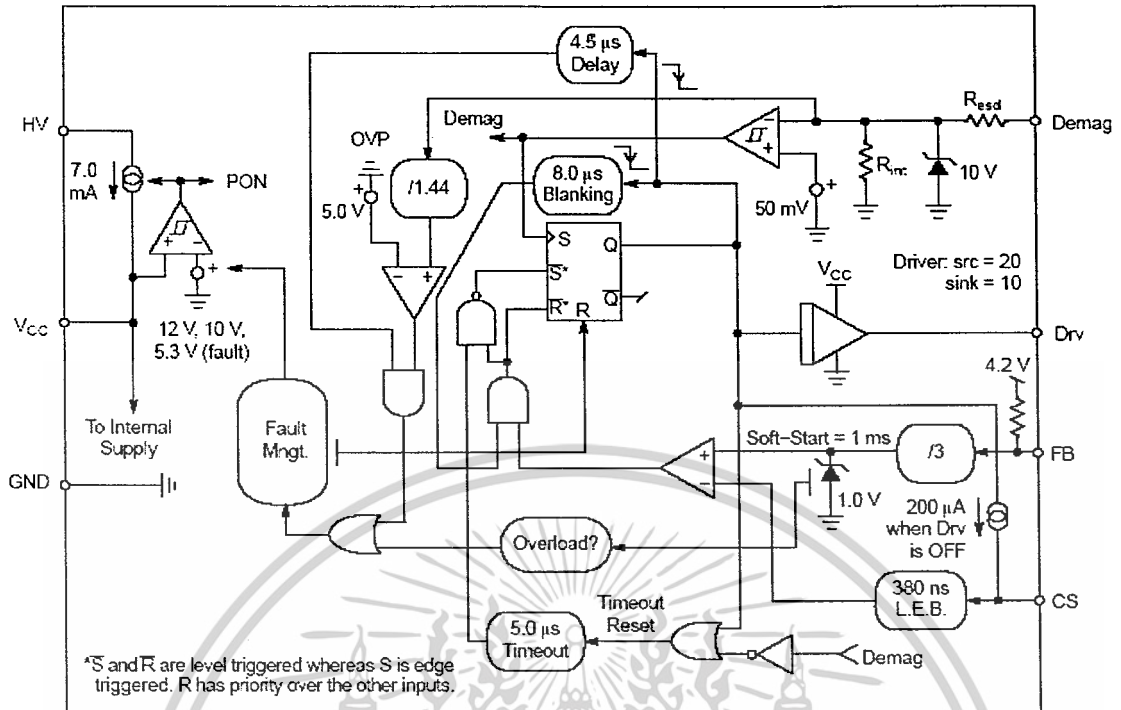 4.5 µs
Delay
R_esd
HV
Demag
Demag
OVP
7.0
mA
PON
/1.44
8.0 µs
Blanking
R_int
10 V
5.0 V
50 mV
S
Q
V_CC
Driver: src = 20
sink = 10
S̅*
Q̅
R̅*
R
V_CC
12 V, 10 V,
5.3 V (fault)
Drv
4.2 V
To Internal
Supply
Fault
Mngt.
Soft-Start = 1 ms
/3
FB
GND
1.0 V
200 µA
when Drv
is OFF
Overload?
380 ns
L.E.B.
CS
Timeout
Reset
5.0 µs
Timeout
Demag
*S̅ and R̅ are level triggered whereas S is edge
triggered. R has priority over the other inputs.